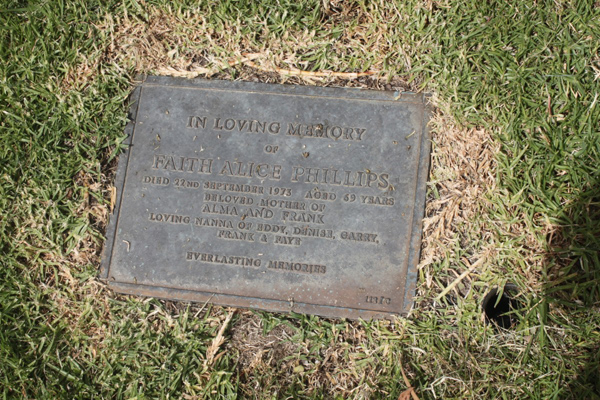 IN LOVING MEMORY
OF
FAITH ALICE PHILLIPS
DIED 22ND SEPTEMBER 1975 AGED 69 YEARS
BELOVED MOTHER OF
ALMA AND FRANK
LOVING NANNA OF EDDY, DENISE, GARRY,
FRANK & FAYE
EVERLASTING MEMORIES